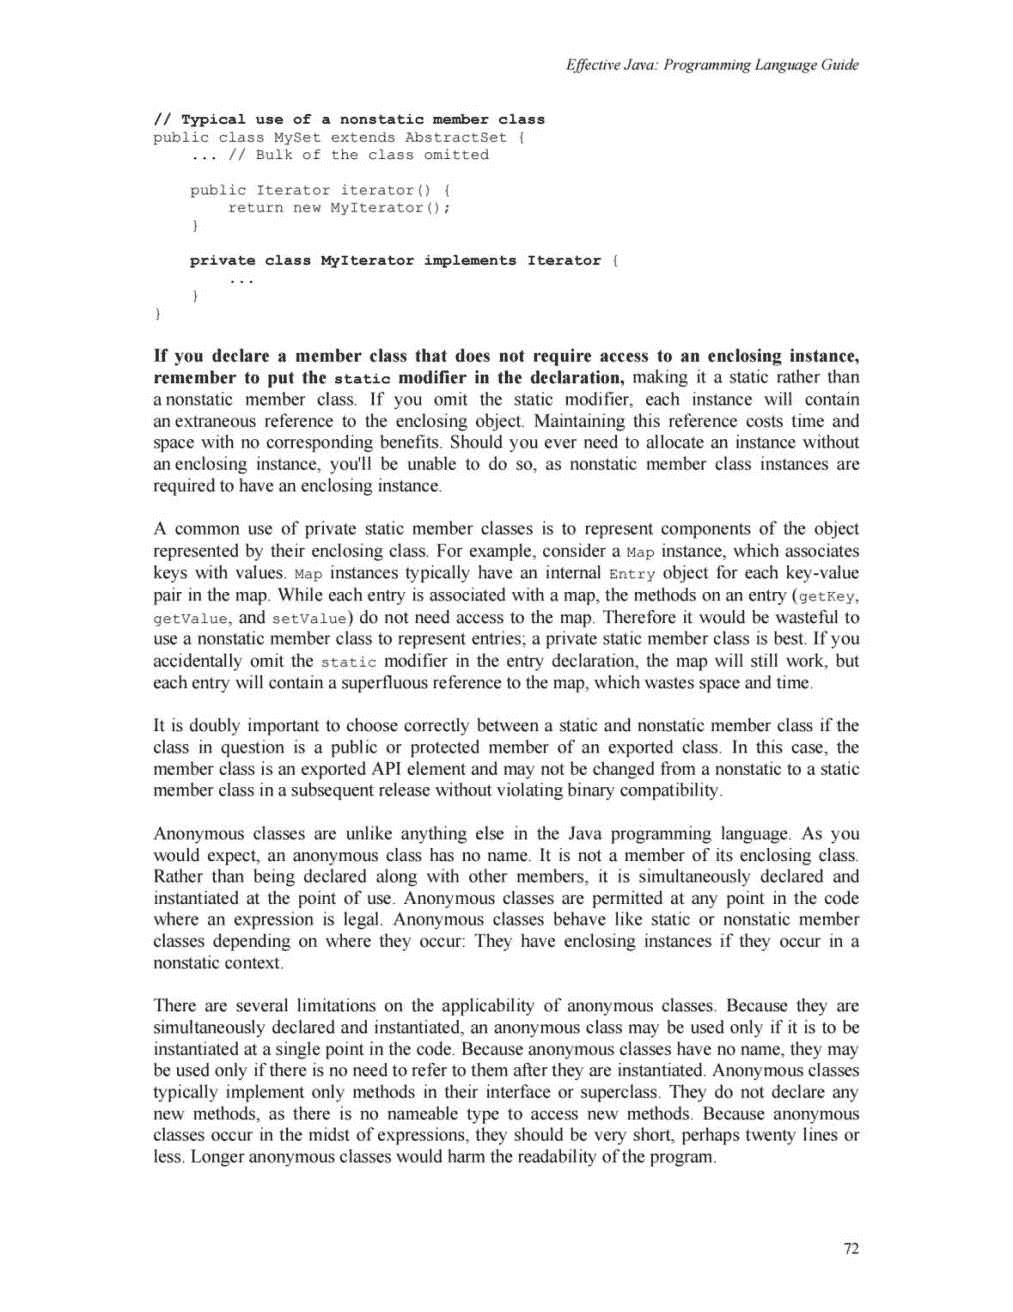 Effective Java: Programming Language Guide
// Typical use of a nonstatic member class
public class MySet extends AbstractSet {
... // Bulk of the class omitted
public Iterator iterator() {
return new MyIterator();
}
private class MyIterator implements Iterator {
...
}
}
If you declare a member class that does not require access to an enclosing instance,
remember to put the static modifier in the declaration, making it a static rather than
a nonstatic member class. If you omit the static modifier, each instance will contain
an extraneous reference to the enclosing object. Maintaining this reference costs time and
space with no corresponding benefits. Should you ever need to allocate an instance without
an enclosing instance, you'll be unable to do so, as nonstatic member class instances are
required to have an enclosing instance.
A common use of private static member classes is to represent components of the object
represented by their enclosing class. For example, consider a Map instance, which associates
keys with values. Map instances typically have an internal Entry object for each key-value
pair in the map. While each entry is associated with a map, the methods on an entry (getKey,
getValue, and setValue) do not need access to the map. Therefore it would be wasteful to
use a nonstatic member class to represent entries; a private static member class is best. If you
accidentally omit the static modifier in the entry declaration, the map will still work, but
each entry will contain a superfluous reference to the map, which wastes space and time.
It is doubly important to choose correctly between a static and nonstatic member class if the
class in question is a public or protected member of an exported class. In this case, the
member class is an exported API element and may not be changed from a nonstatic to a static
member class in a subsequent release without violating binary compatibility.
Anonymous classes are unlike anything else in the Java programming language. As you
would expect, an anonymous class has no name. It is not a member of its enclosing class.
Rather than being declared along with other members, it is simultaneously declared and
instantiated at the point of use. Anonymous classes are permitted at any point in the code
where an expression is legal. Anonymous classes behave like static or nonstatic member
classes depending on where they occur: They have enclosing instances if they occur in a
nonstatic context.
There are several limitations on the applicability of anonymous classes. Because they are
simultaneously declared and instantiated, an anonymous class may be used only if it is to be
instantiated at a single point in the code. Because anonymous classes have no name, they may
be used only if there is no need to refer to them after they are instantiated. Anonymous classes
typically implement only methods in their interface or superclass. They do not declare any
new methods, as there is no nameable type to access new methods. Because anonymous
classes occur in the midst of expressions, they should be very short, perhaps twenty lines or
less. Longer anonymous classes would harm the readability of the program.
72